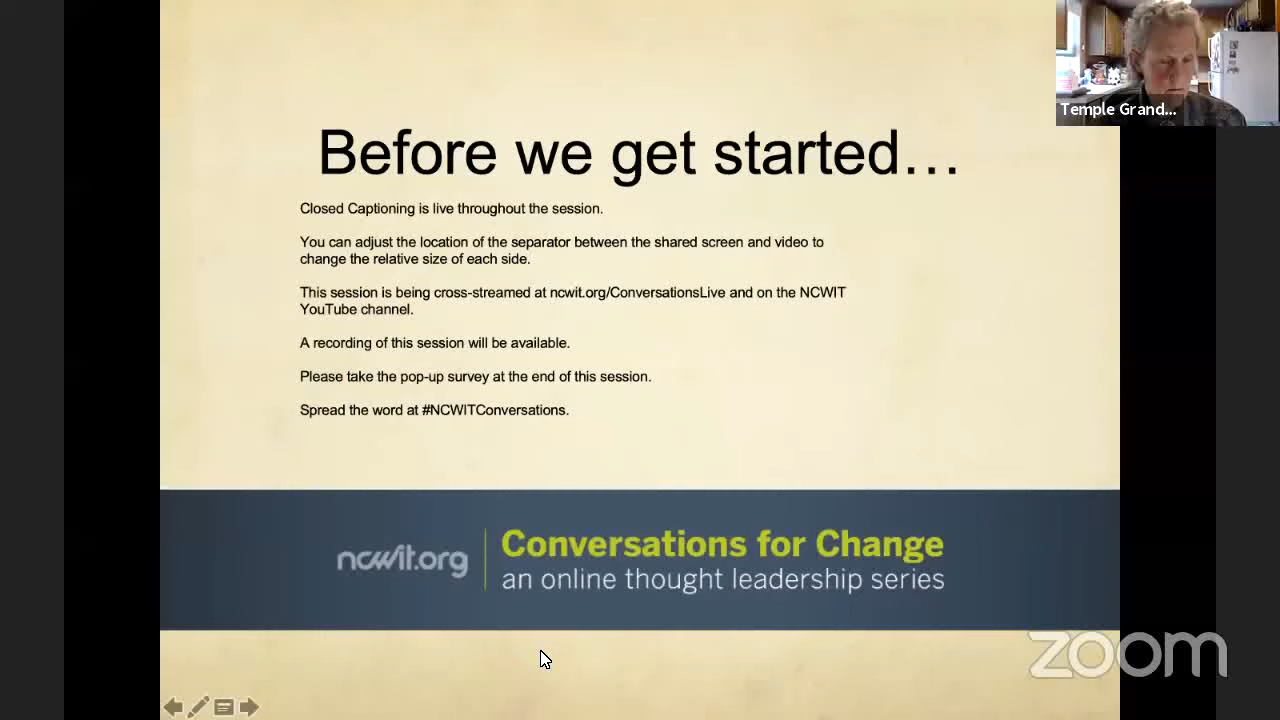 Temple Grand...
Before we get started...
Closed Captioning is live throughout the session.
You can adjust the location of the separator between the shared screen and video to
change the relative size of each side.
This session is being cross-streamed at ncwit.org/ConversationsLive and on the NCWIT
YouTube channel.
A recording of this session will be available.
Please take the pop-up survey at the end of this session.
Spread the word at #NCWITConversations.
ncwit.org
Conversations for Change
an online thought leadership series
zoom